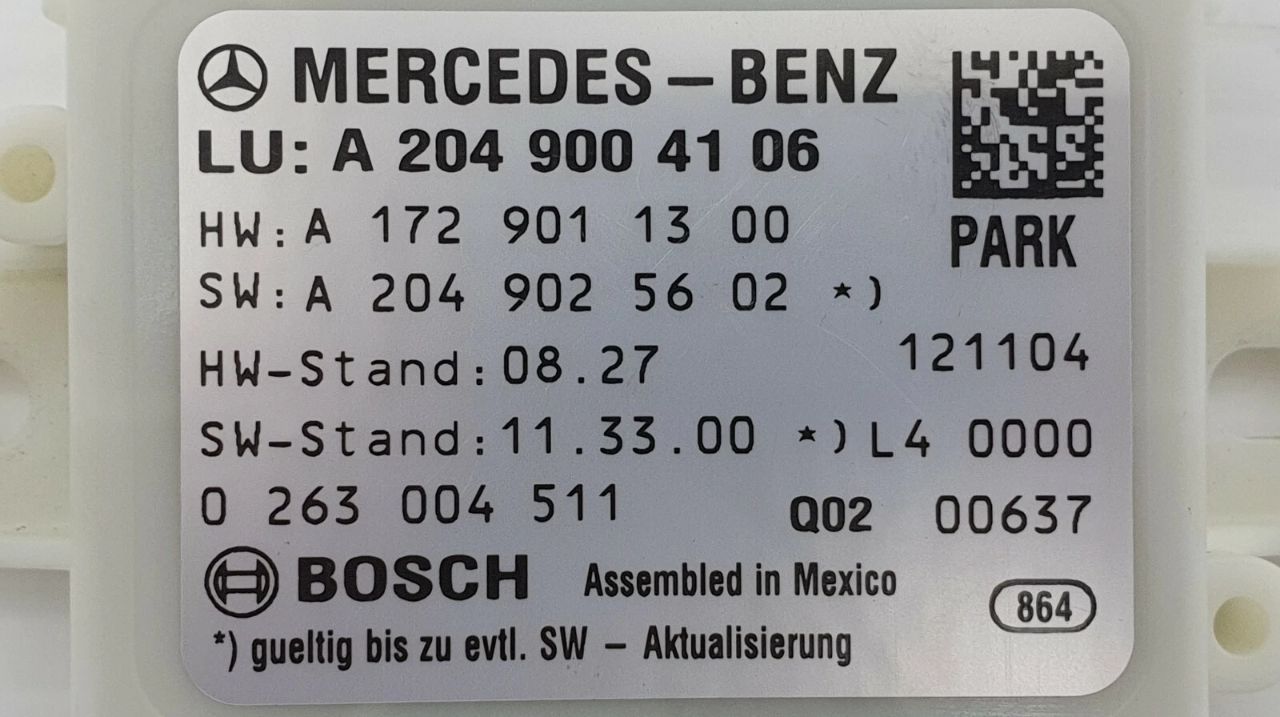 MERCEDES-BENZ
LU: A 204 900 41 06
HW: A 172 901 13 00
PARK
SW: A 204 902 56 02 *)
HW-Stand: 08.27 121104
SW-Stand: 11.33.00 *) L4 0000
0 263 004 511 Q02 00637
BOSCH Assembled in Mexico
864
*) gueltig bis zu evtl. SW - Aktualisierung